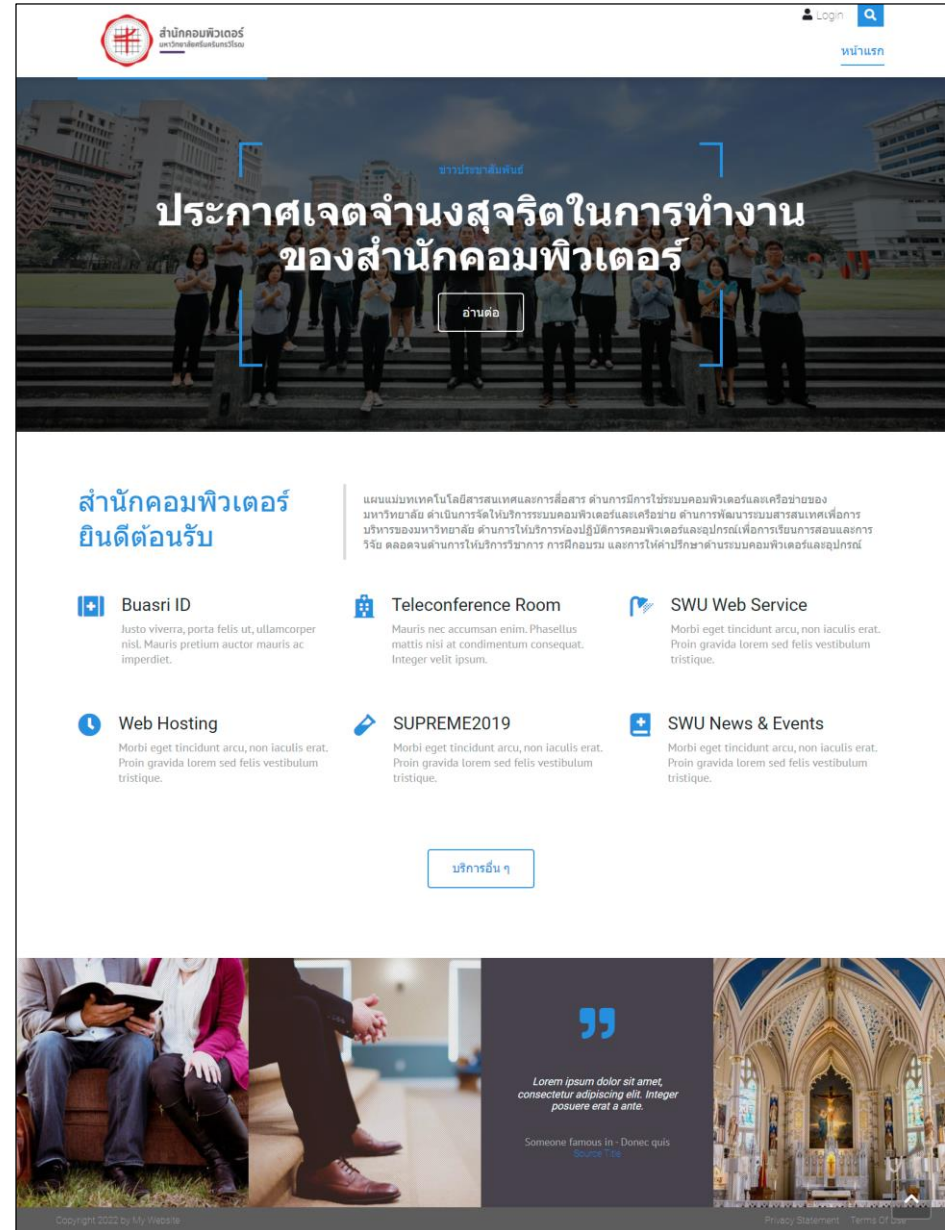 สำนักคอมพิวเตอร์
มหาวิทยาลัยศรีนครินทรวิโรฒ
Login
หน้าแรก
ข่าวประชาสัมพันธ์
ประกาศเจตจำนงสุจริตในการทำงาน
ของสำนักคอมพิวเตอร์
อ่านต่อ
สำนักคอมพิวเตอร์
ยินดีต้อนรับ
แผนแม่บทเทคโนโลยีสารสนเทศและการสื่อสาร ด้านการมีการใช้ระบบคอมพิวเตอร์และเครือข่ายของ
มหาวิทยาลัย ดำเนินการจัดให้บริการระบบคอมพิวเตอร์และเครือข่าย ด้านการพัฒนาระบบสารสนเทศเพื่อการ
บริหารของมหาวิทยาลัย ด้านการให้บริการห้องปฏิบัติการคอมพิวเตอร์และอุปกรณ์เพื่อการเรียนการสอนและการ
วิจัย ตลอดจนด้านการให้บริการวิชาการ การฝึกอบรม และการให้คำปรึกษาด้านระบบคอมพิวเตอร์และอุปกรณ์
Buasri ID
Justo viverra, porta felis ut, ullamcorper
nisl. Mauris pretium auctor mauris ac
imperdiet.
Teleconference Room
Mauris nec accumsan enim. Phasellus
mattis nisi at condimentum consequat.
Integer velit ipsum.
SWU Web Service
Morbi eget tincidunt arcu, non iaculis erat.
Proin gravida lorem sed felis vestibulum
tristique.
Web Hosting
Morbi eget tincidunt arcu, non iaculis erat.
Proin gravida lorem sed felis vestibulum
tristique.
SUPREME2019
Morbi eget tincidunt arcu, non iaculis erat.
Proin gravida lorem sed felis vestibulum
tristique.
SWU News & Events
Morbi eget tincidunt arcu, non iaculis erat.
Proin gravida lorem sed felis vestibulum
tristique.
บริการอื่น ๆ
Lorem ipsum dolor sit amet,
consectetur adipiscing elit. Integer
posuere erat a ante.
Someone famous in - Donec quis
Source Title
Copyright 2022 by My Website
Privacy Statement
Terms Of Use